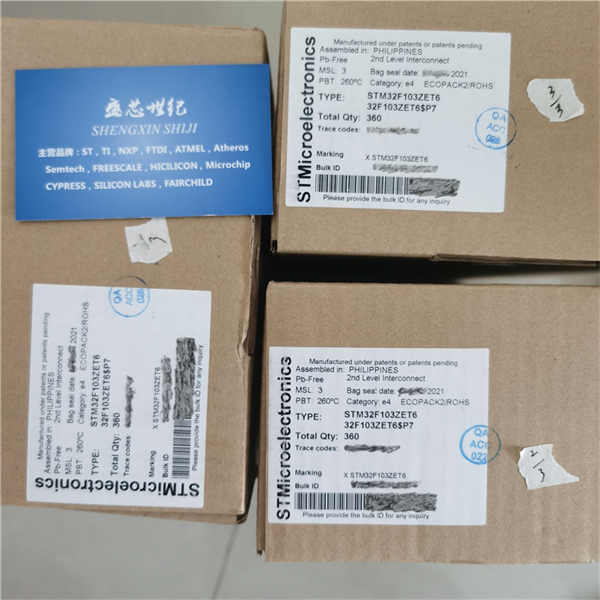 盛芯世纪
SHENGXIN SHIJI
主营品牌：ST，TI，NXP，FTDI，ATMEL，Atheros
Semtech，FREESCALE，HICILICON，Microchip
CYPRESS，SILICON LABS，FAIRCHILD
STMicroelectronics
Manufactured under patents or patents pending
Assembled in: PHILIPPINES
Pb-Free 2nd Level Interconnect
MSL: 3 Bag seal date 2021
PBT: 260°C Category: e4 ECOPACK2/ROHS
TYPE: STM32F103ZET6
32F103ZET6$P7
Total Qty: 360
Trace codes:
Marking X STM32F103ZET6
Bulk ID
Please provide the bulk ID for any inquiry
QA
ACC
028
3/3
1/3
STMicroelectronics
Manufactured under patents or patents pending
Assembled in: PHILIPPINES
Pb-Free 2nd Level Interconnect
MSL: 3 Bag seal date 2021
PBT: 260°C Category: e4 ECOPACK2/ROHS
TYPE: STM32F103ZET6
32F103ZET6$P7
Total Qty: 360
Trace codes:
Marking X STM32F103ZET6
Bulk ID
Please provide the bulk ID for any inquiry
QA
ACC
028
STMicroelectronics
Manufactured under patents or patents pending
Assembled in: PHILIPPINES
Pb-Free 2nd Level Interconnect
MSL: 3 Bag seal date 2021
PBT: 260°C Category: e4 ECOPACK2/ROHS
TYPE: STM32F103ZET6
32F103ZET6$P7
Total Qty: 360
Trace codes:
Marking X STM32F103ZET6
Bulk ID
Please provide the bulk ID for any inquiry
QA
ACC
2/3